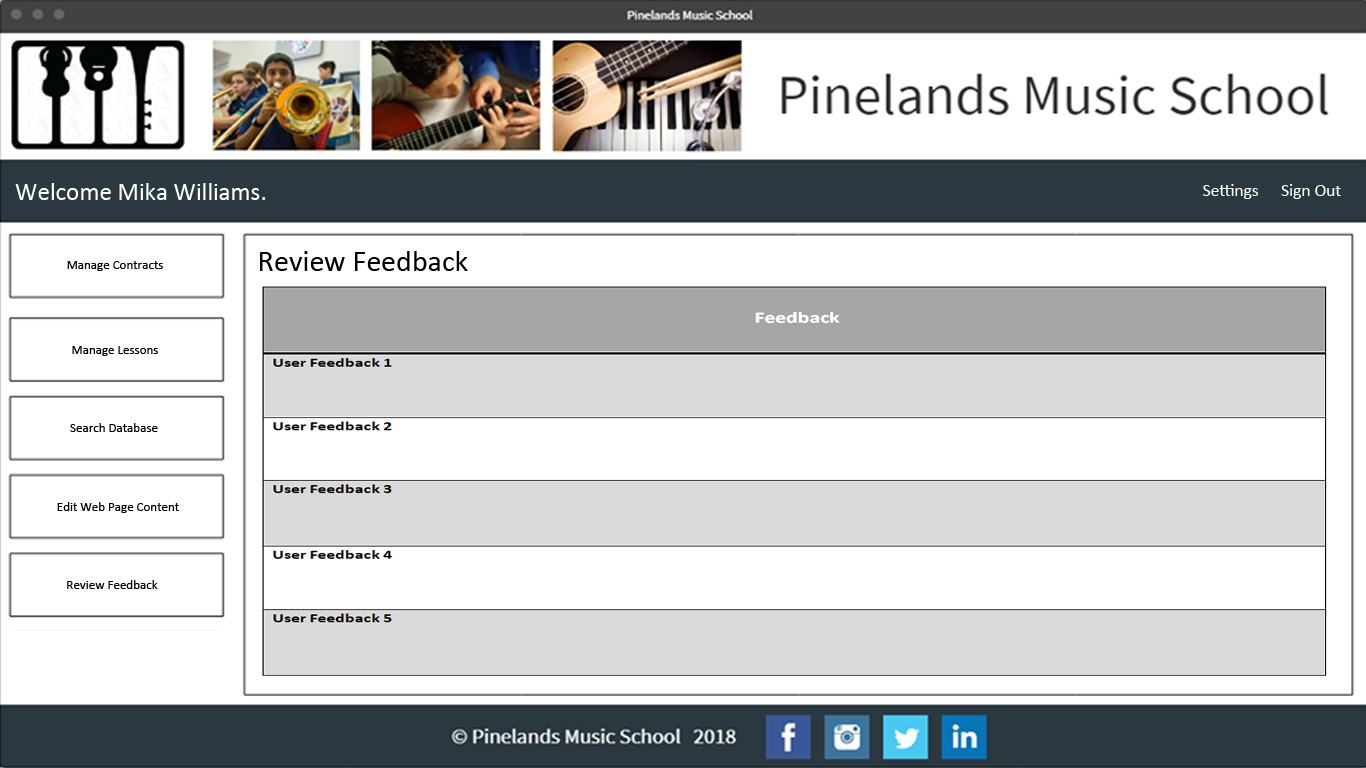 Pinelands Music School
Pinelands Music School
Welcome Mika Williams.
Settings Sign Out
Manage Contracts
Manage Lessons
Search Database
Edit Web Page Content
Review Feedback
Review Feedback
Feedback
User Feedback 1
User Feedback 2
User Feedback 3
User Feedback 4
User Feedback 5
© Pinelands Music School 2018
f
in